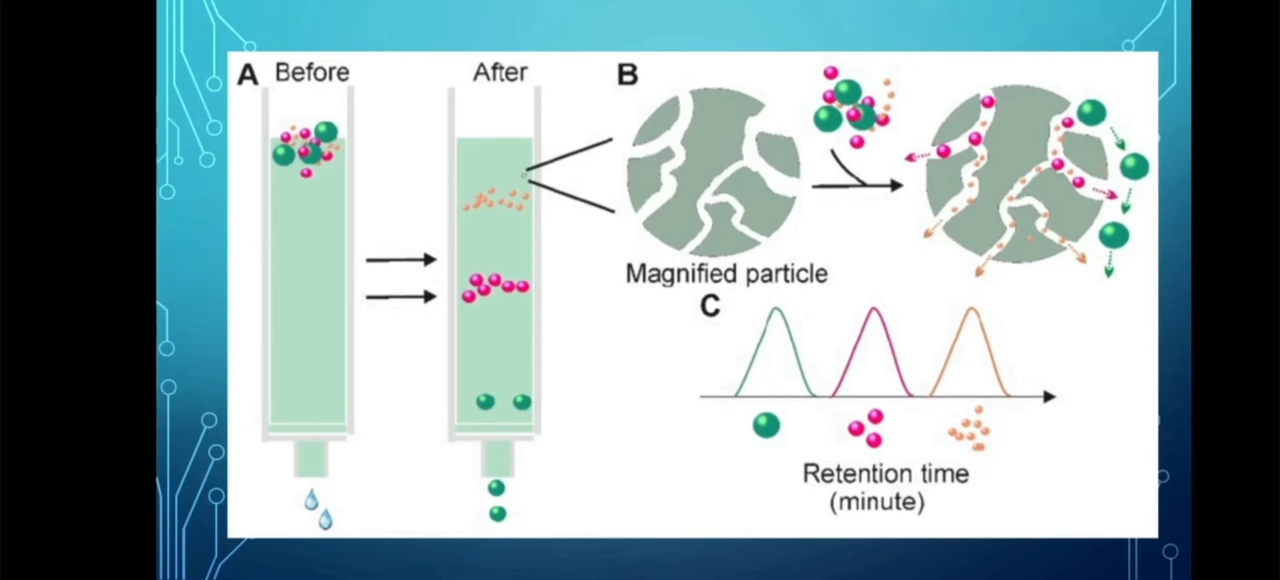 A Before
After
B
Magnified particle
C
Retention time
(minute)